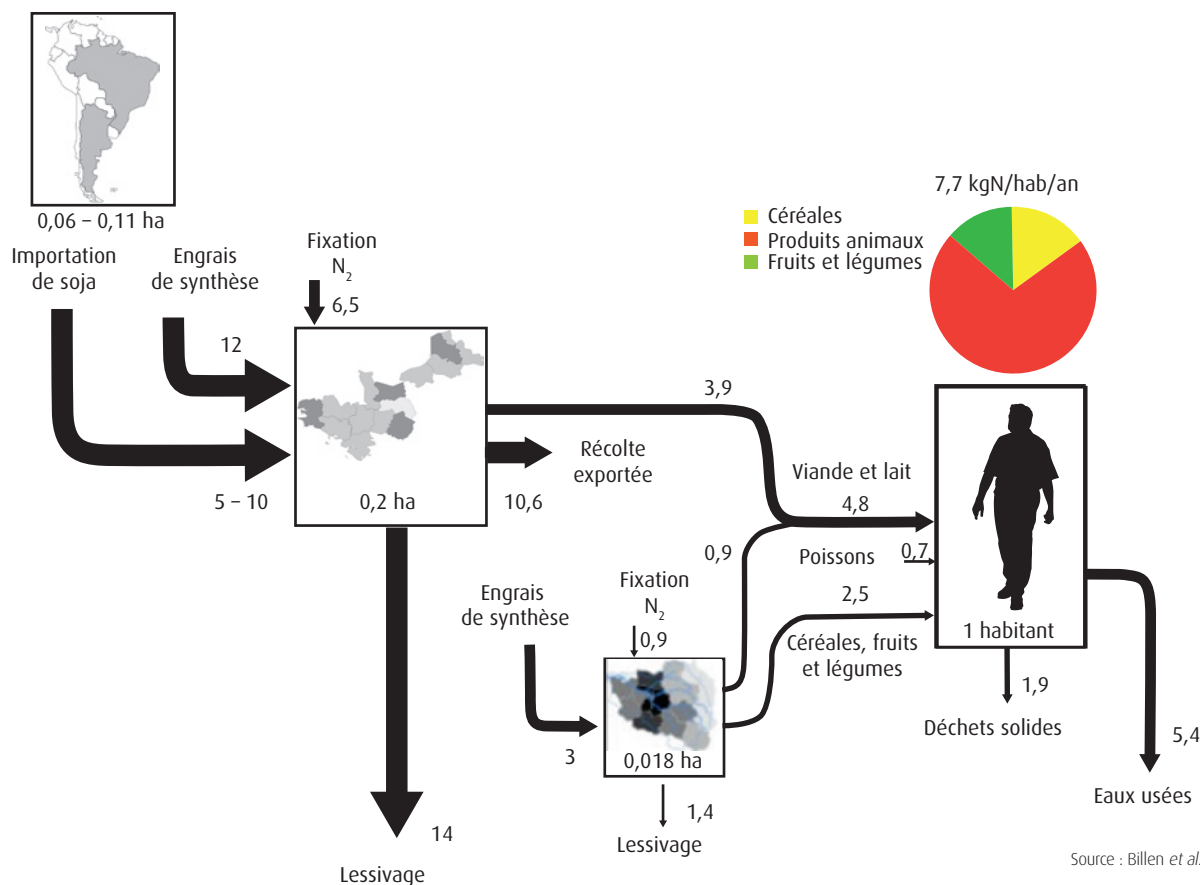 0,06 – 0,11 ha
Importation
de soja
Engrais
de synthèse
Fixation
N2
6,5
12
5 – 10
0,2 ha
3,9
Récolte
exportée
10,6
14
Lessivage
7,7 kgN/hab/an
Céréales
Produits animaux
Fruits et légumes
Viande et lait
4,8
0,9
Poissons
0,7
2,5
Céréales, fruits
et légumes
1 habitant
Engrais
de synthèse
3
Fixation
N2
0,9
0,018 ha
1,4
Lessivage
1,9
Déchets solides
5,4
Eaux usées
Source : Billen et al.